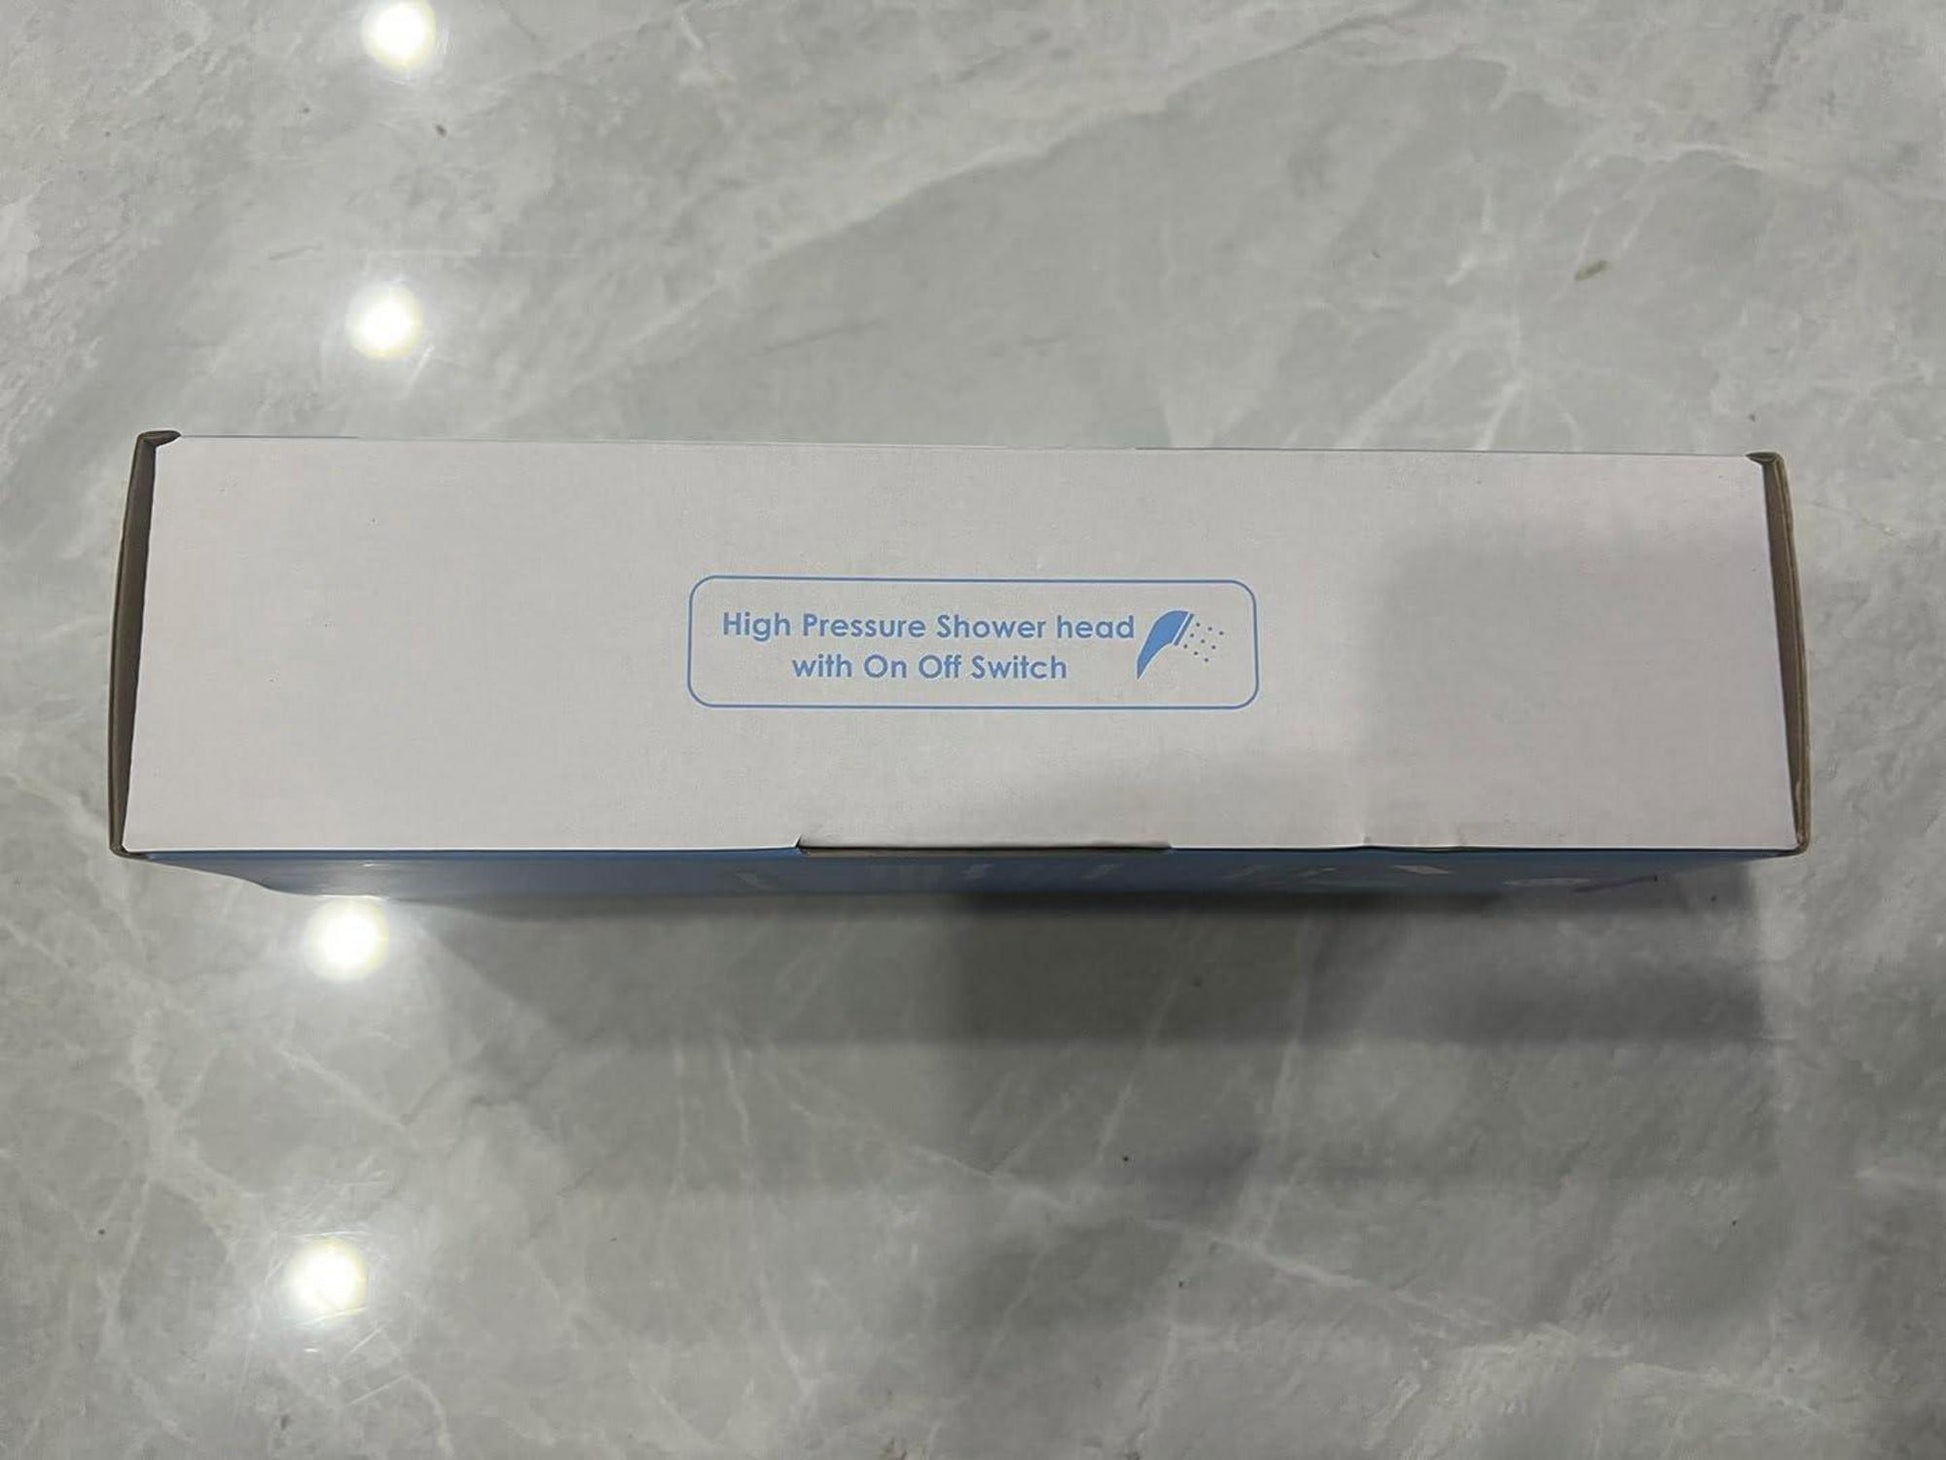 High Pressure Shower head
with On Off Switch